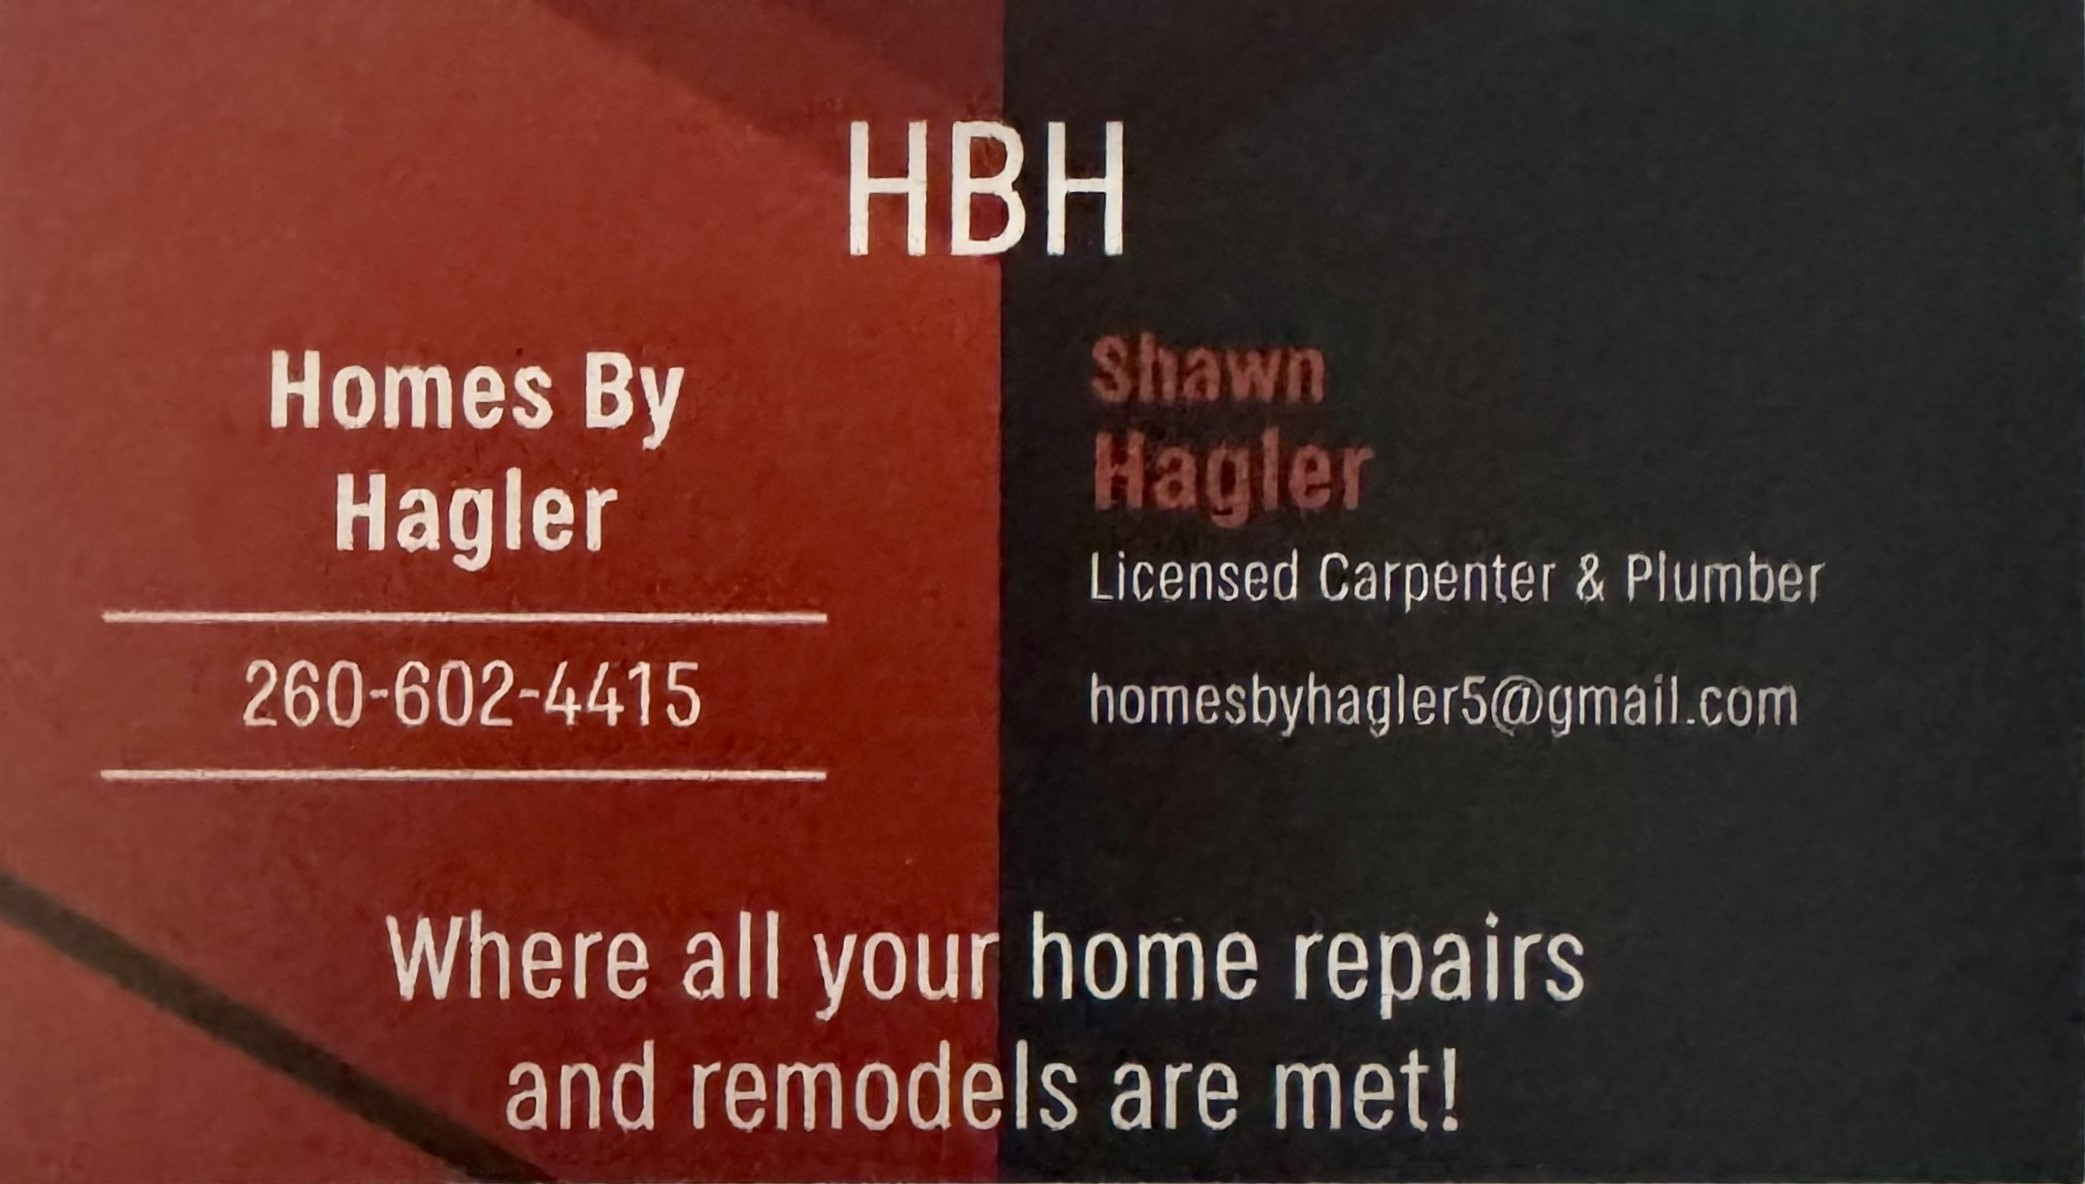 HBH
Homes By
Hagler
260-602-4415
Shawn
Hagler
Licensed Carpenter & Plumber
homesbyhagler5@gmail.com
Where all your home repairs
and remodels are met!